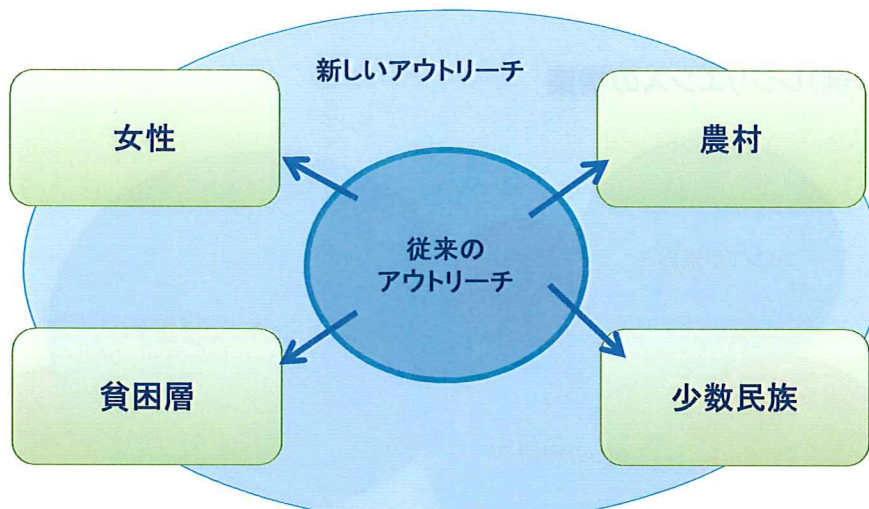 新しいアウトリーチ
女性
農村
従来の
アウトリーチ
貧困層
少数民族